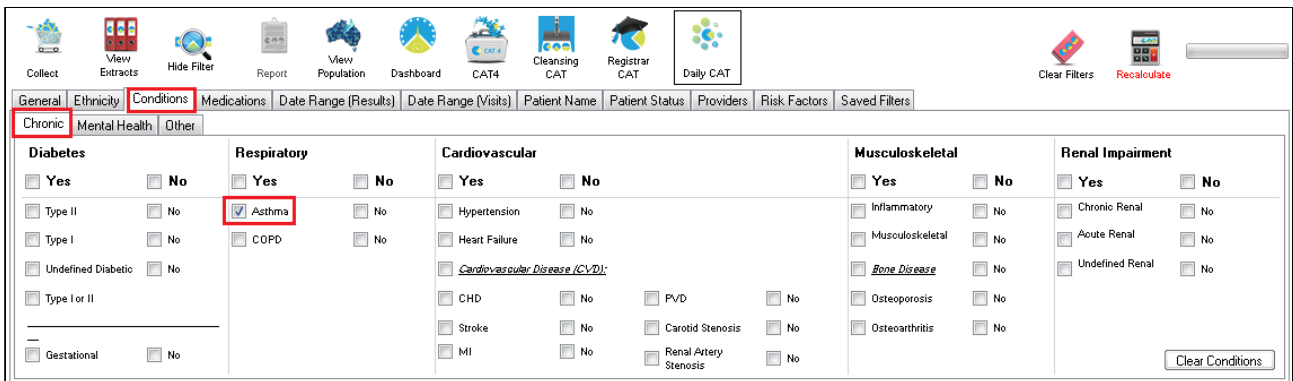 Collect
View Extracts
Hide Filter
Report
View Population
Dashboard
CAT 4
CAT4
Cleansing CAT
Registrar CAT
Daily CAT
Clear Filters
Recalculate
General Ethnicity Conditions Medications Date Range (Results) Date Range (Visits) Patient Name Patient Status Providers Risk Factors Saved Filters
Chronic Mental Health Other
Diabetes Respiratory Cardiovascular Musculoskeletal Renal Impairment
Yes No Yes No Yes No Yes No Yes No
Type II No Asthma No Hypertension No Inflammatory No Chronic Renal No
Type I No COPD No Heart Failure No Musculoskeletal No Acute Renal No
Undefined Diabetic No Cardiovascular Disease (CVD): Bone Disease No Undefined Renal No
Type I or II CHD No PVD No Osteoporosis No
Stroke No Carotid Stenosis No Osteoarthritis No
Gestational No MI No Renal Artery Stenosis No Clear Conditions